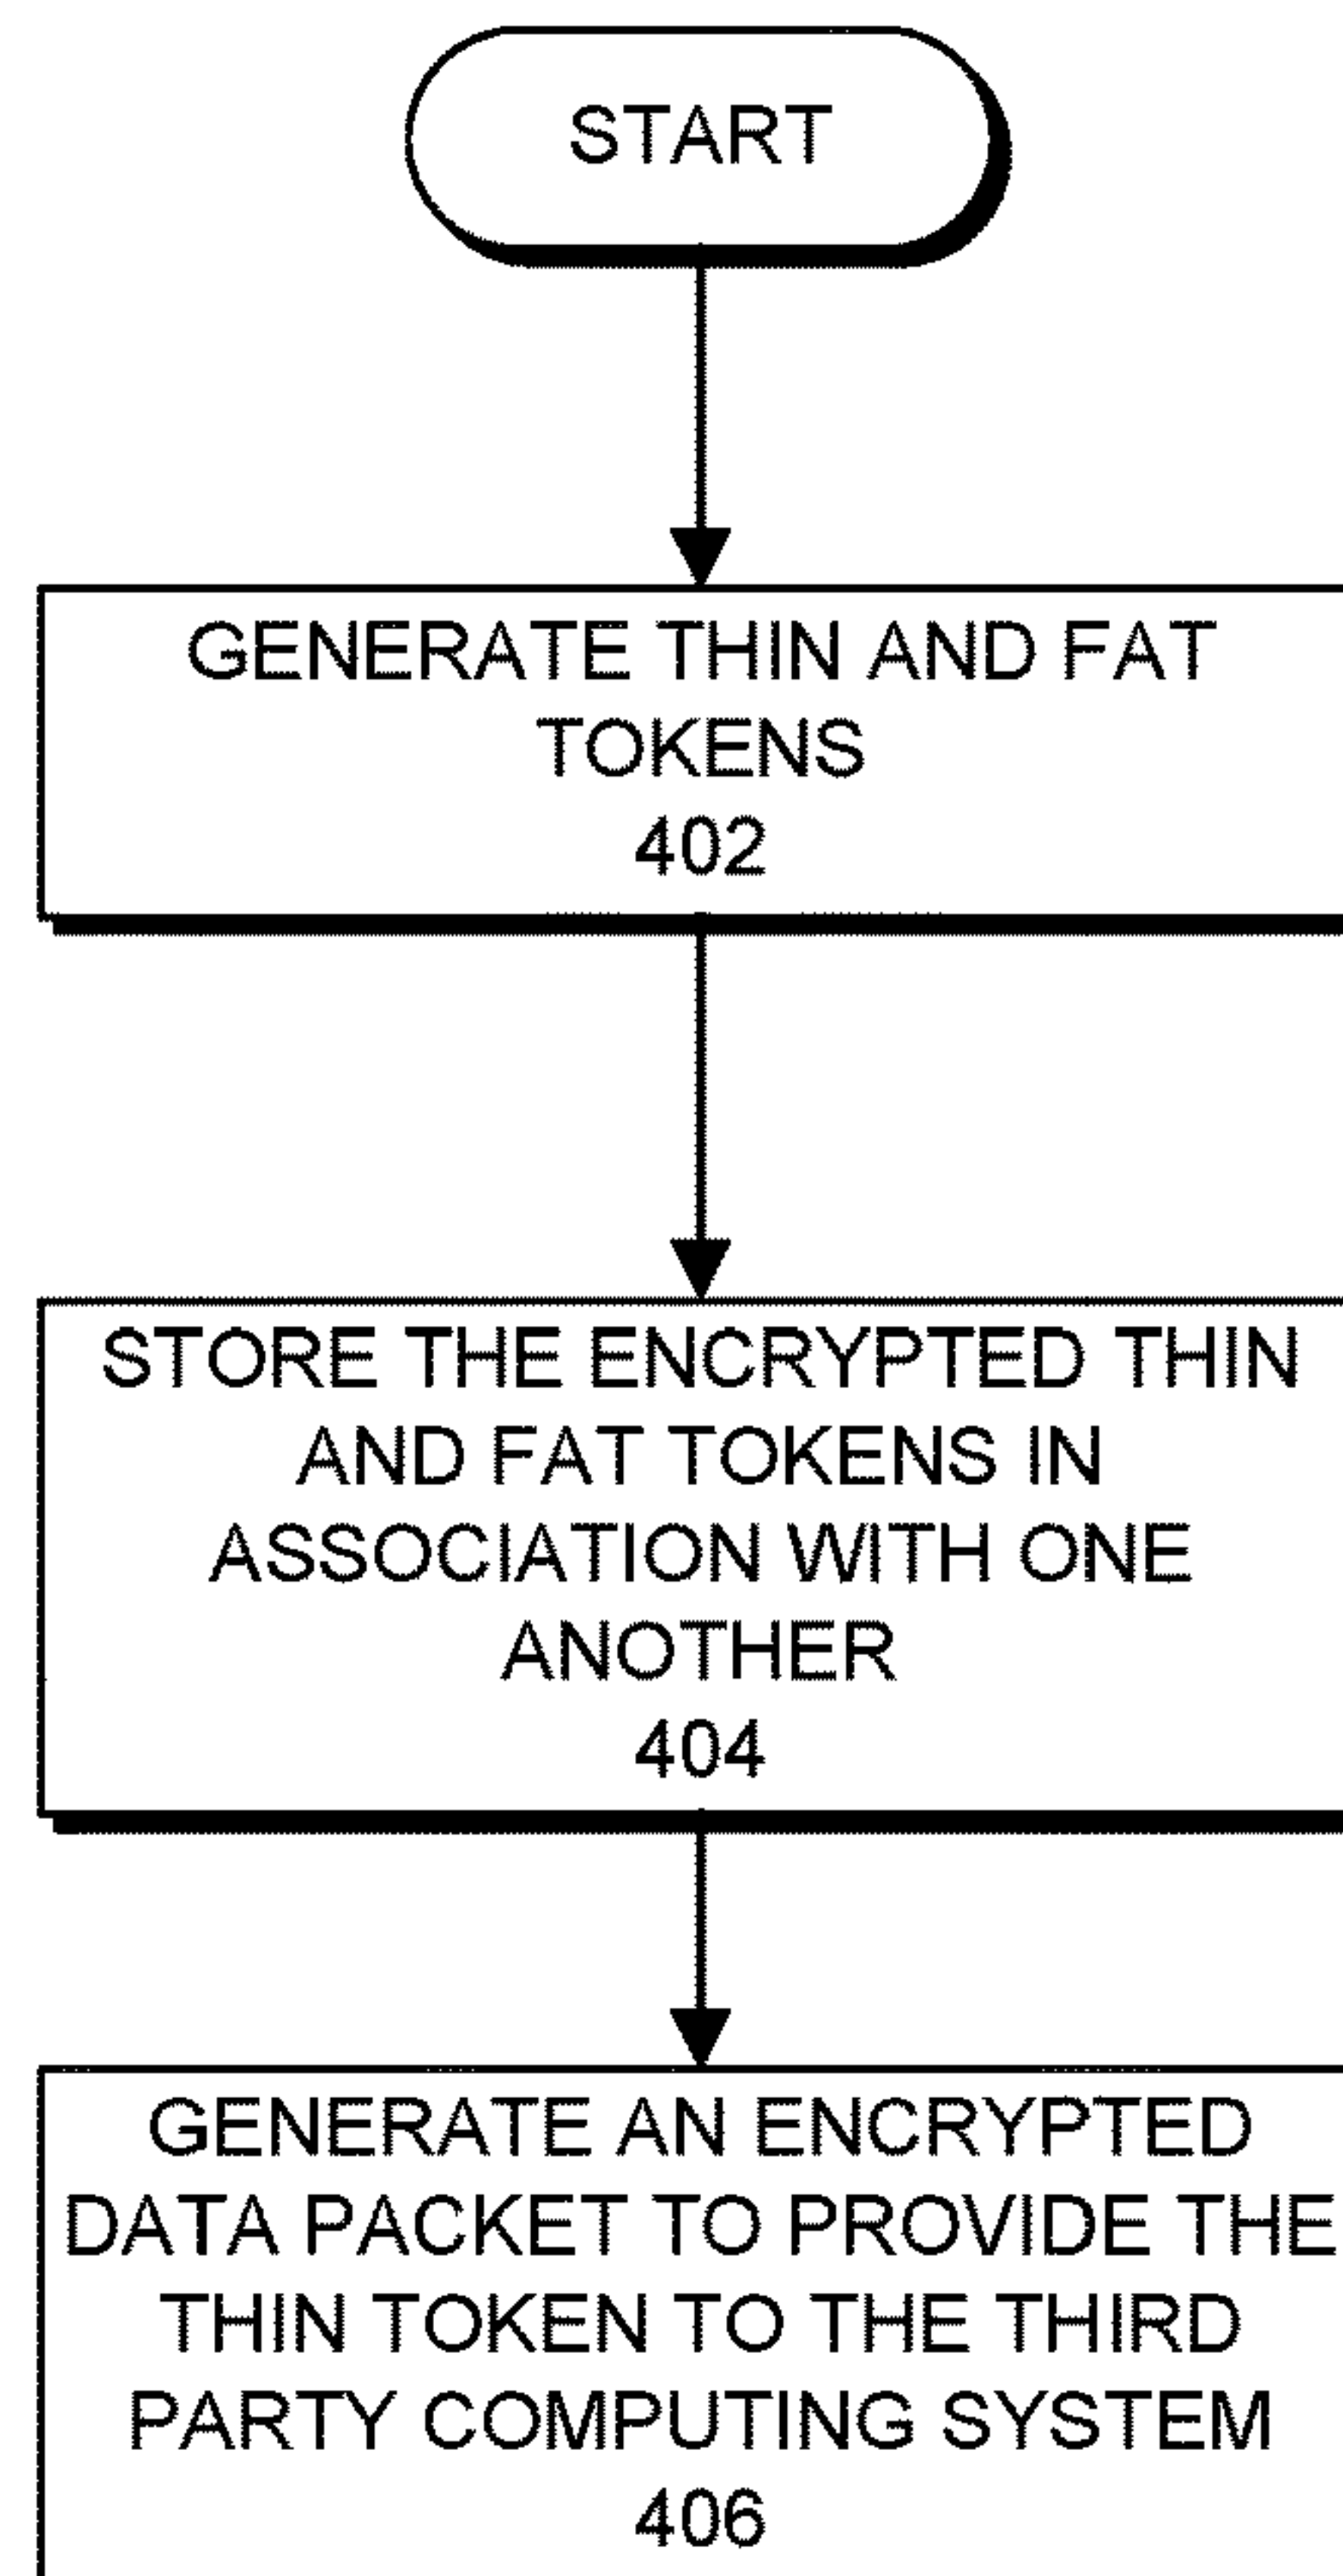 START
GENERATE THIN AND FAT
TOKENS
402
STORE THE ENCRYPTED THIN
AND FAT TOKENS IN
ASSOCIATION WITH ONE
ANOTHER
404
GENERATE AN ENCRYPTED
DATA PACKET TO PROVIDE THE
THIN TOKEN TO THE THIRD
PARTY COMPUTING SYSTEM
406